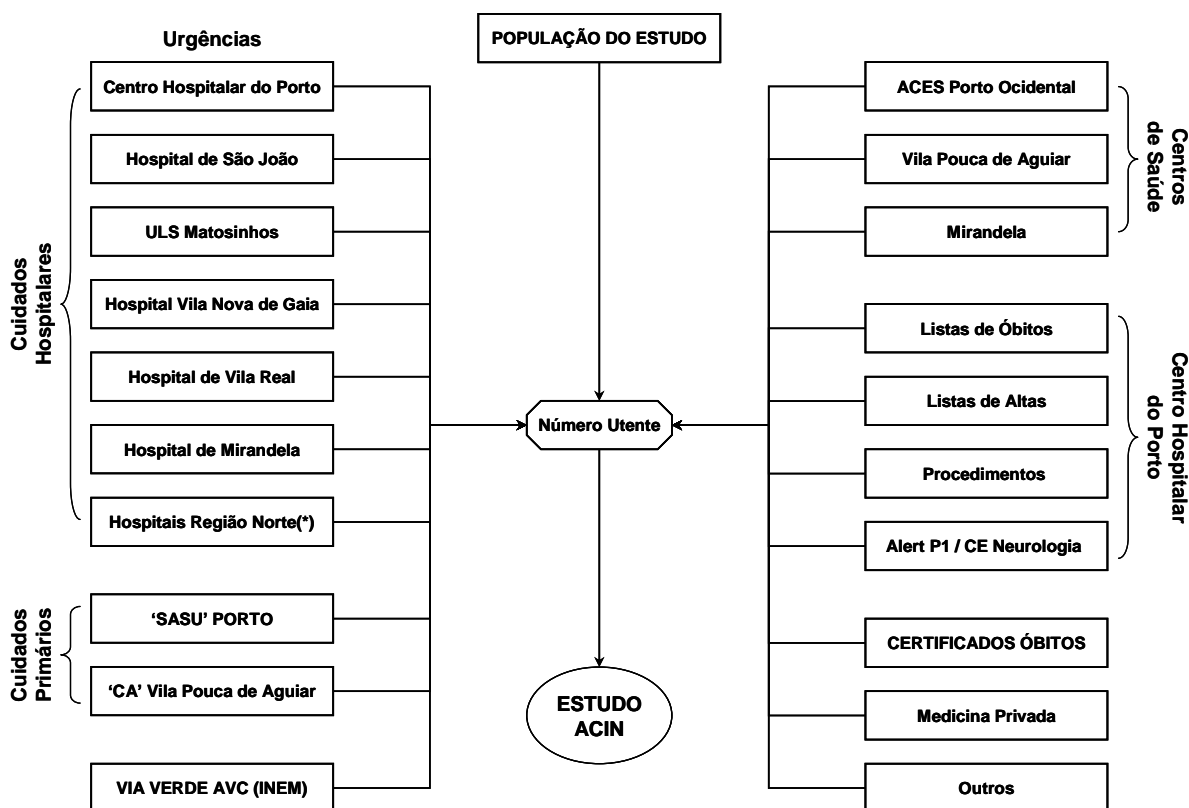 Urgências
Cuidados
Hospitalares
Centro Hospitalar do Porto
Hospital de São João
ULS Matosinhos
Hospital Vila Nova de Gaia
Hospital de Vila Real
Hospital de Mirandela
Hospitais Região Norte(*)
Cuidados
Primários
‘SASU’ PORTO
‘CA’ Vila Pouca de Aguiar
VIA VERDE AVC (INEM)
POPULAÇÃO DO ESTUDO
Número Utente
ESTUDO
ACIN
ACES Porto Ocidental
Vila Pouca de Aguiar
Mirandela
Centros
de Saúde
Listas de Óbitos
Listas de Altas
Procedimentos
Alert P1 / CE Neurologia
Centro Hospitalar
do Porto
CERTIFICADOS ÓBITOS
Medicina Privada
Outros